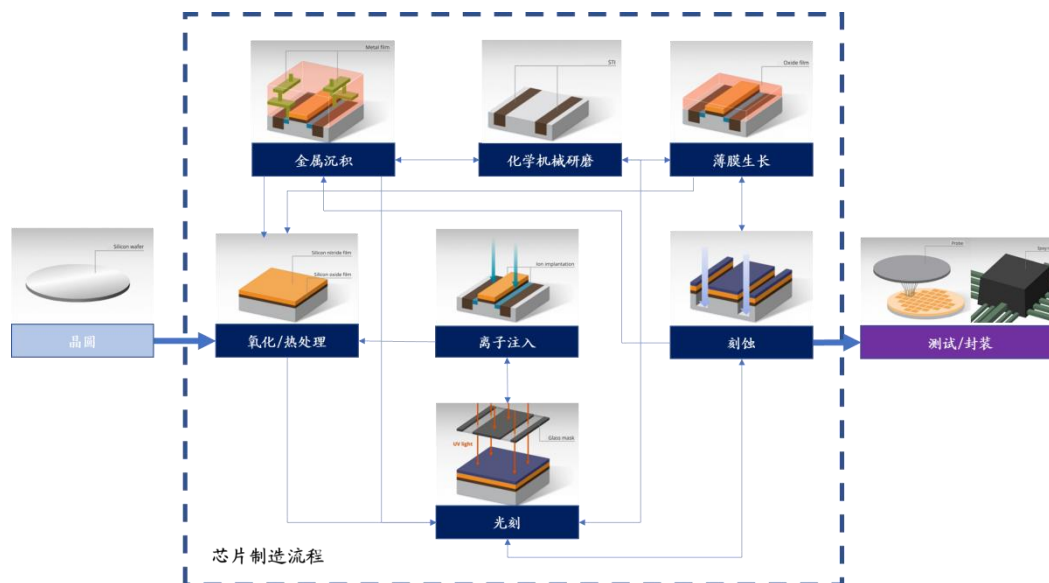 Metal film
STI
Oxide film
金属沉积
化学机械研磨
薄膜生长
Silicon wafer
Silicon nitride film
Silicon oxide film
Ion implantation
晶圆
氧化/热处理
离子注入
刻蚀
测试/封装
UV light
Glass mask
光刻
芯片制造流程